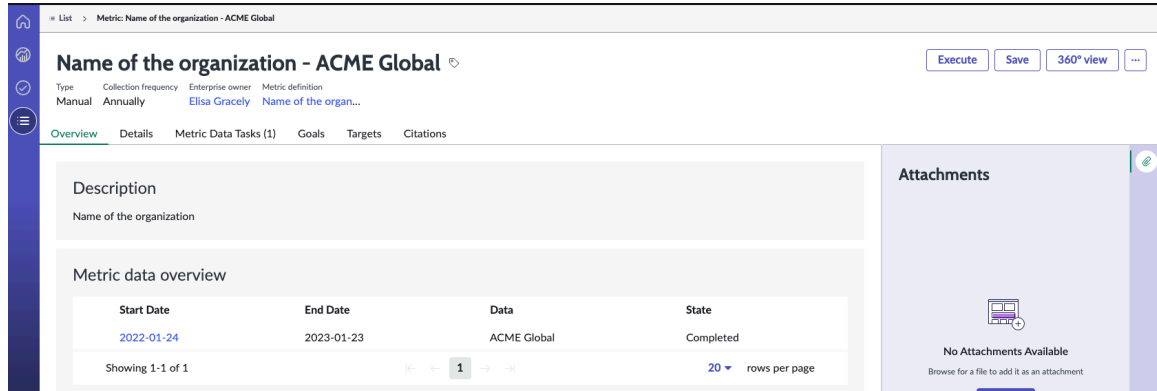 List > Metric: Name of the organization - ACME Global
Name of the organization - ACME Global
Execute Save 360° view ...
Type Collection frequency Enterprise owner Metric definition
Manual Annually Elisa Gracely Name of the organ...
Overview Details Metric Data Tasks (1) Goals Targets Citations
Description
Name of the organization
Metric data overview
Start Date End Date Data State
2022-01-24 2023-01-23 ACME Global Completed
Showing 1-1 of 1 1 20 rows per page
Attachments
No Attachments Available
Browse for a file to add it as an attachment